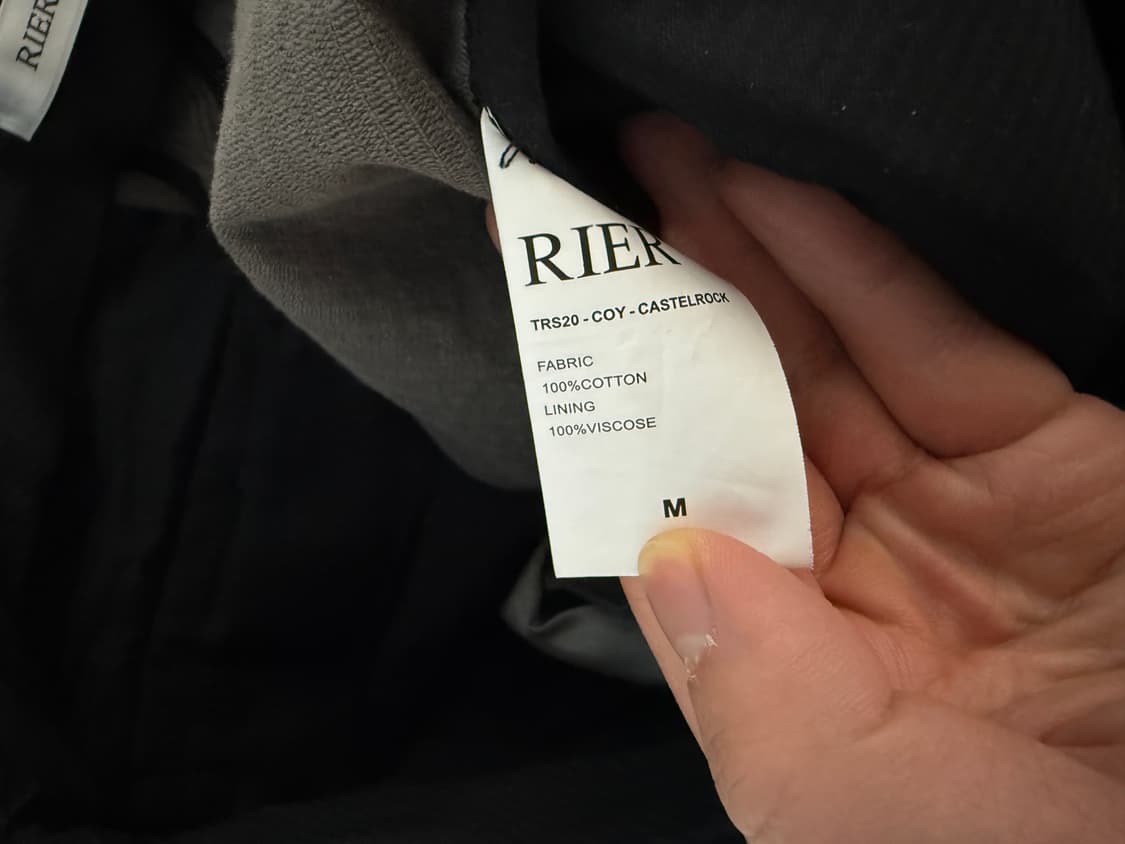 RIER
RIER
TRS20 - COY - CASTELROCK
FABRIC
100%COTTON
LINING
100%VISCOSE
M